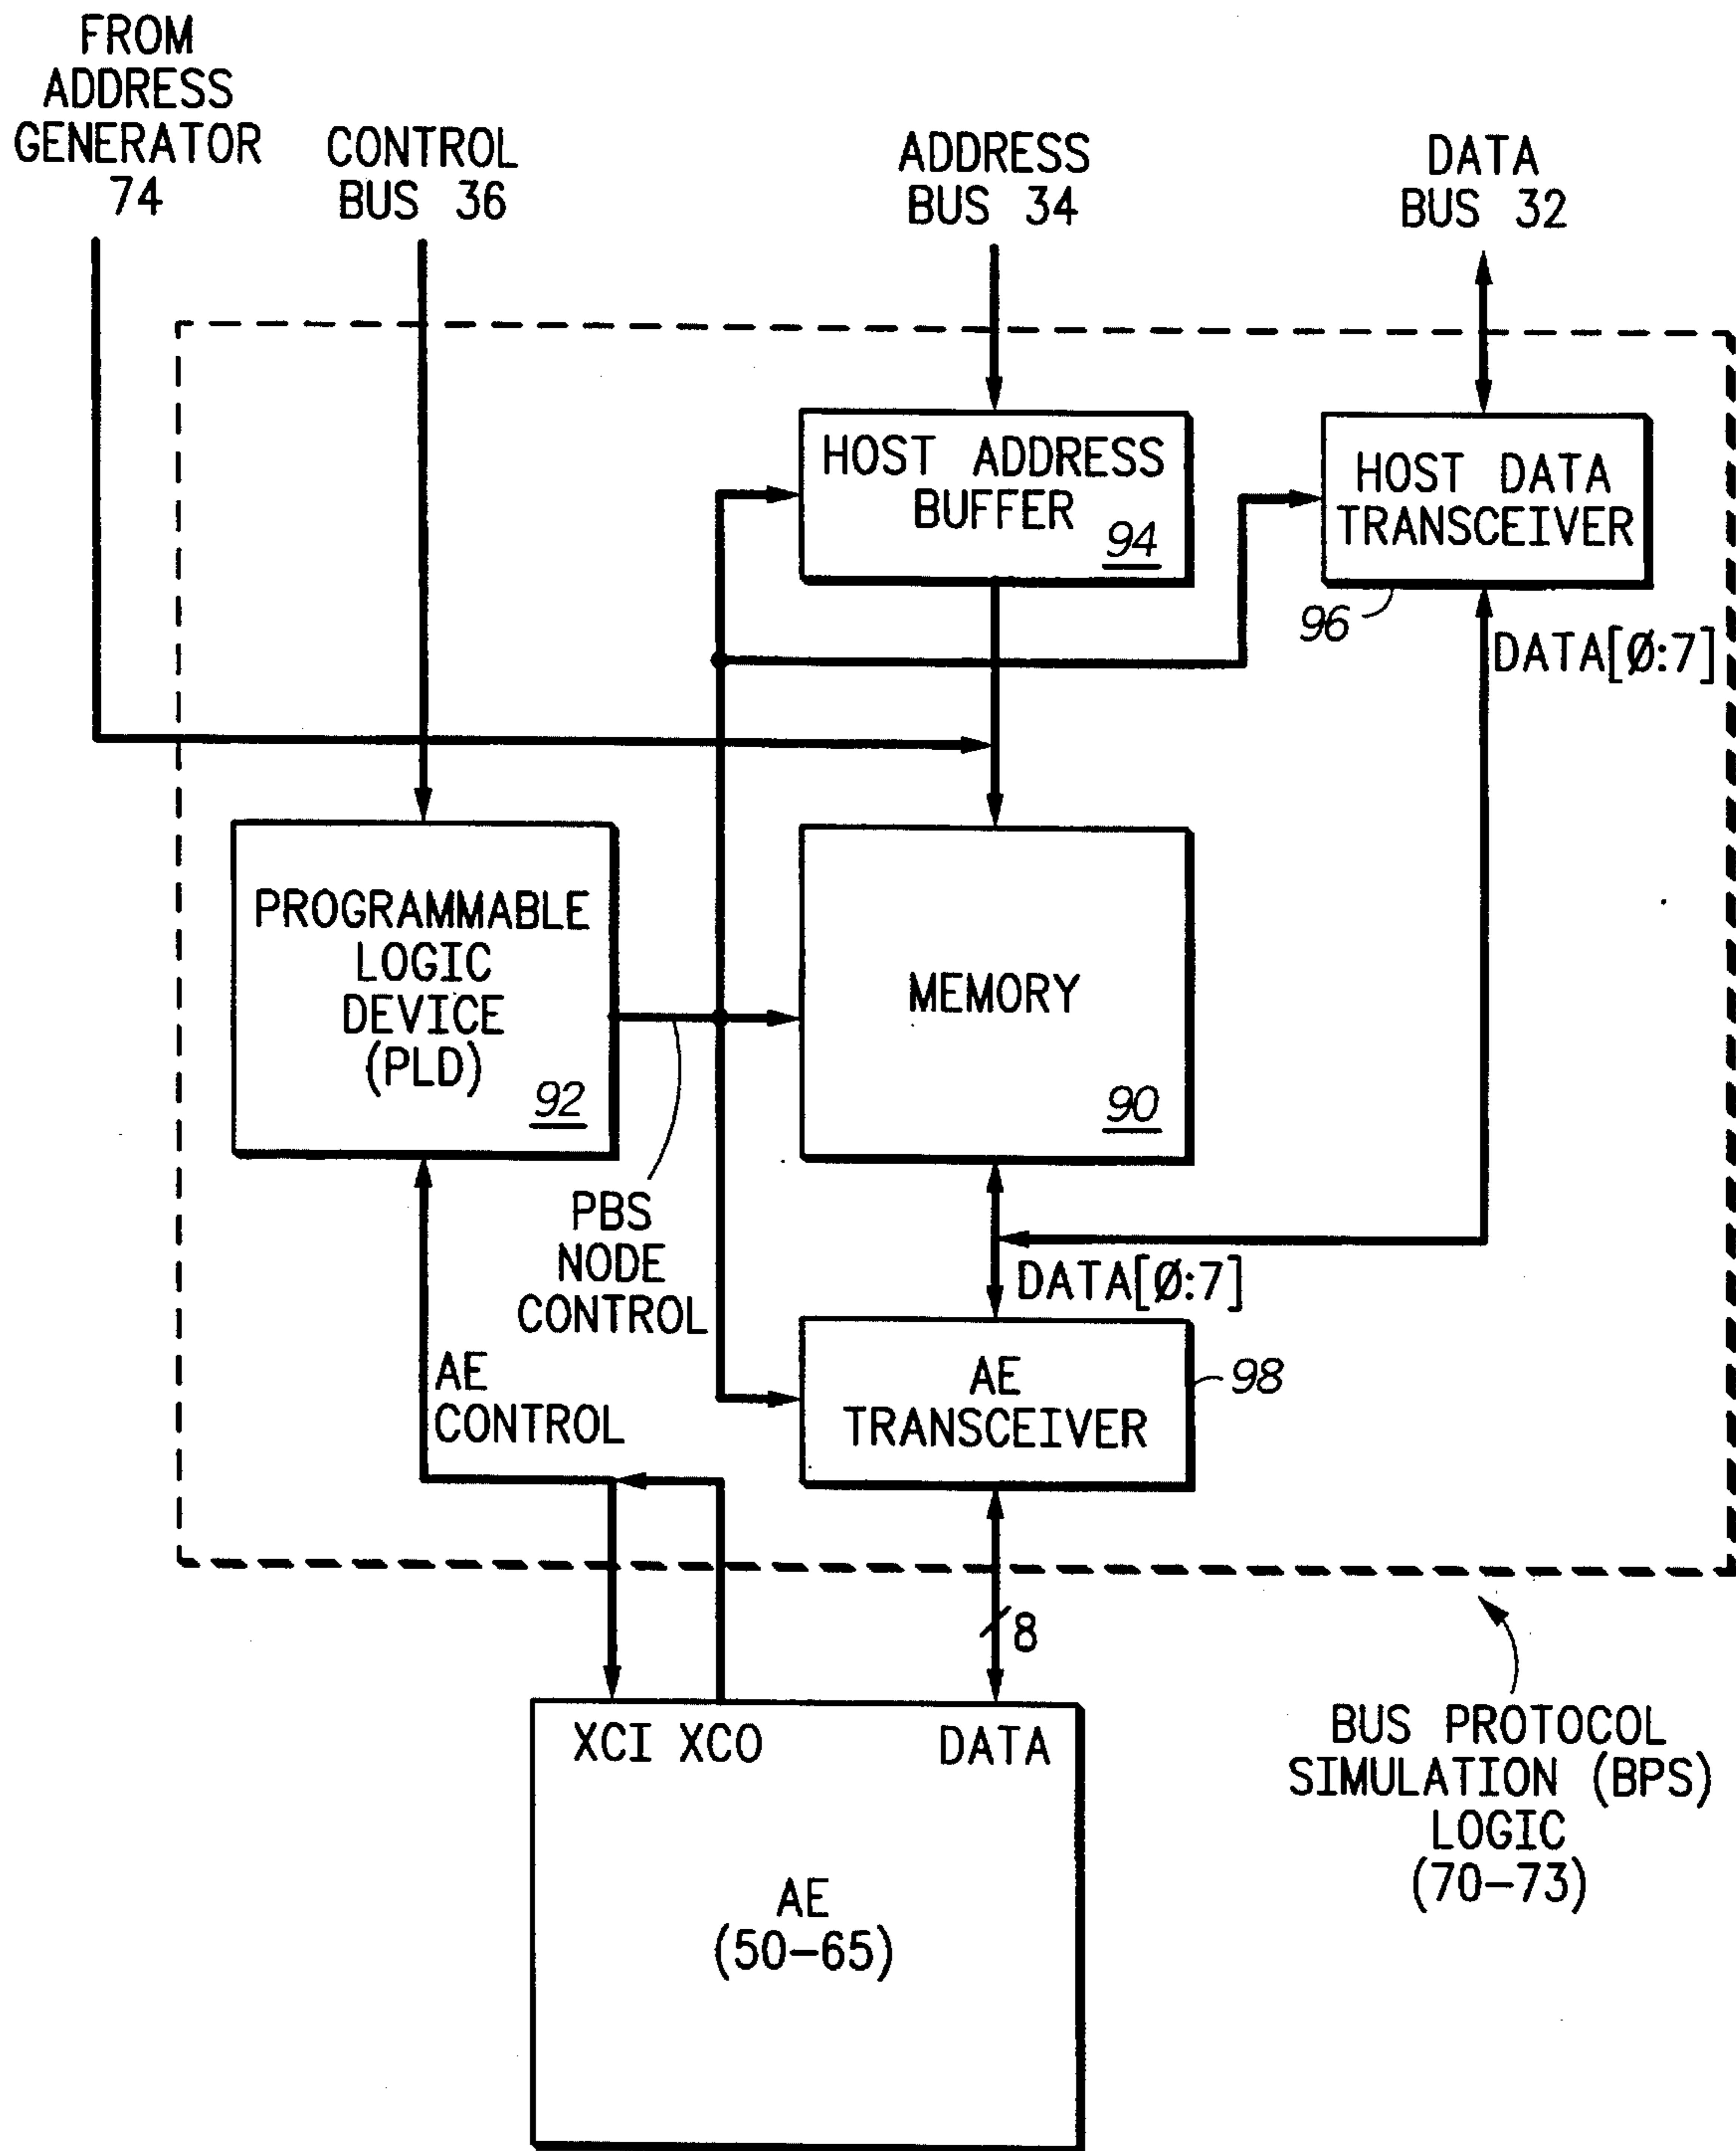 FROM
ADDRESS
GENERATOR
74
CONTROL
BUS 36
ADDRESS
BUS 34
DATA
BUS 32
HOST ADDRESS
BUFFER
94
HOST DATA
TRANSCEIVER
96
DATA[Ø:7]
PROGRAMMABLE
LOGIC
DEVICE
(PLD)
92
MEMORY
90
PBS
NODE
CONTROL
DATA[Ø:7]
AE
CONTROL
AE
TRANSCEIVER
98
8
XCI XCO DATA
AE
(50-65)
BUS PROTOCOL
SIMULATION (BPS)
LOGIC
(70-73)